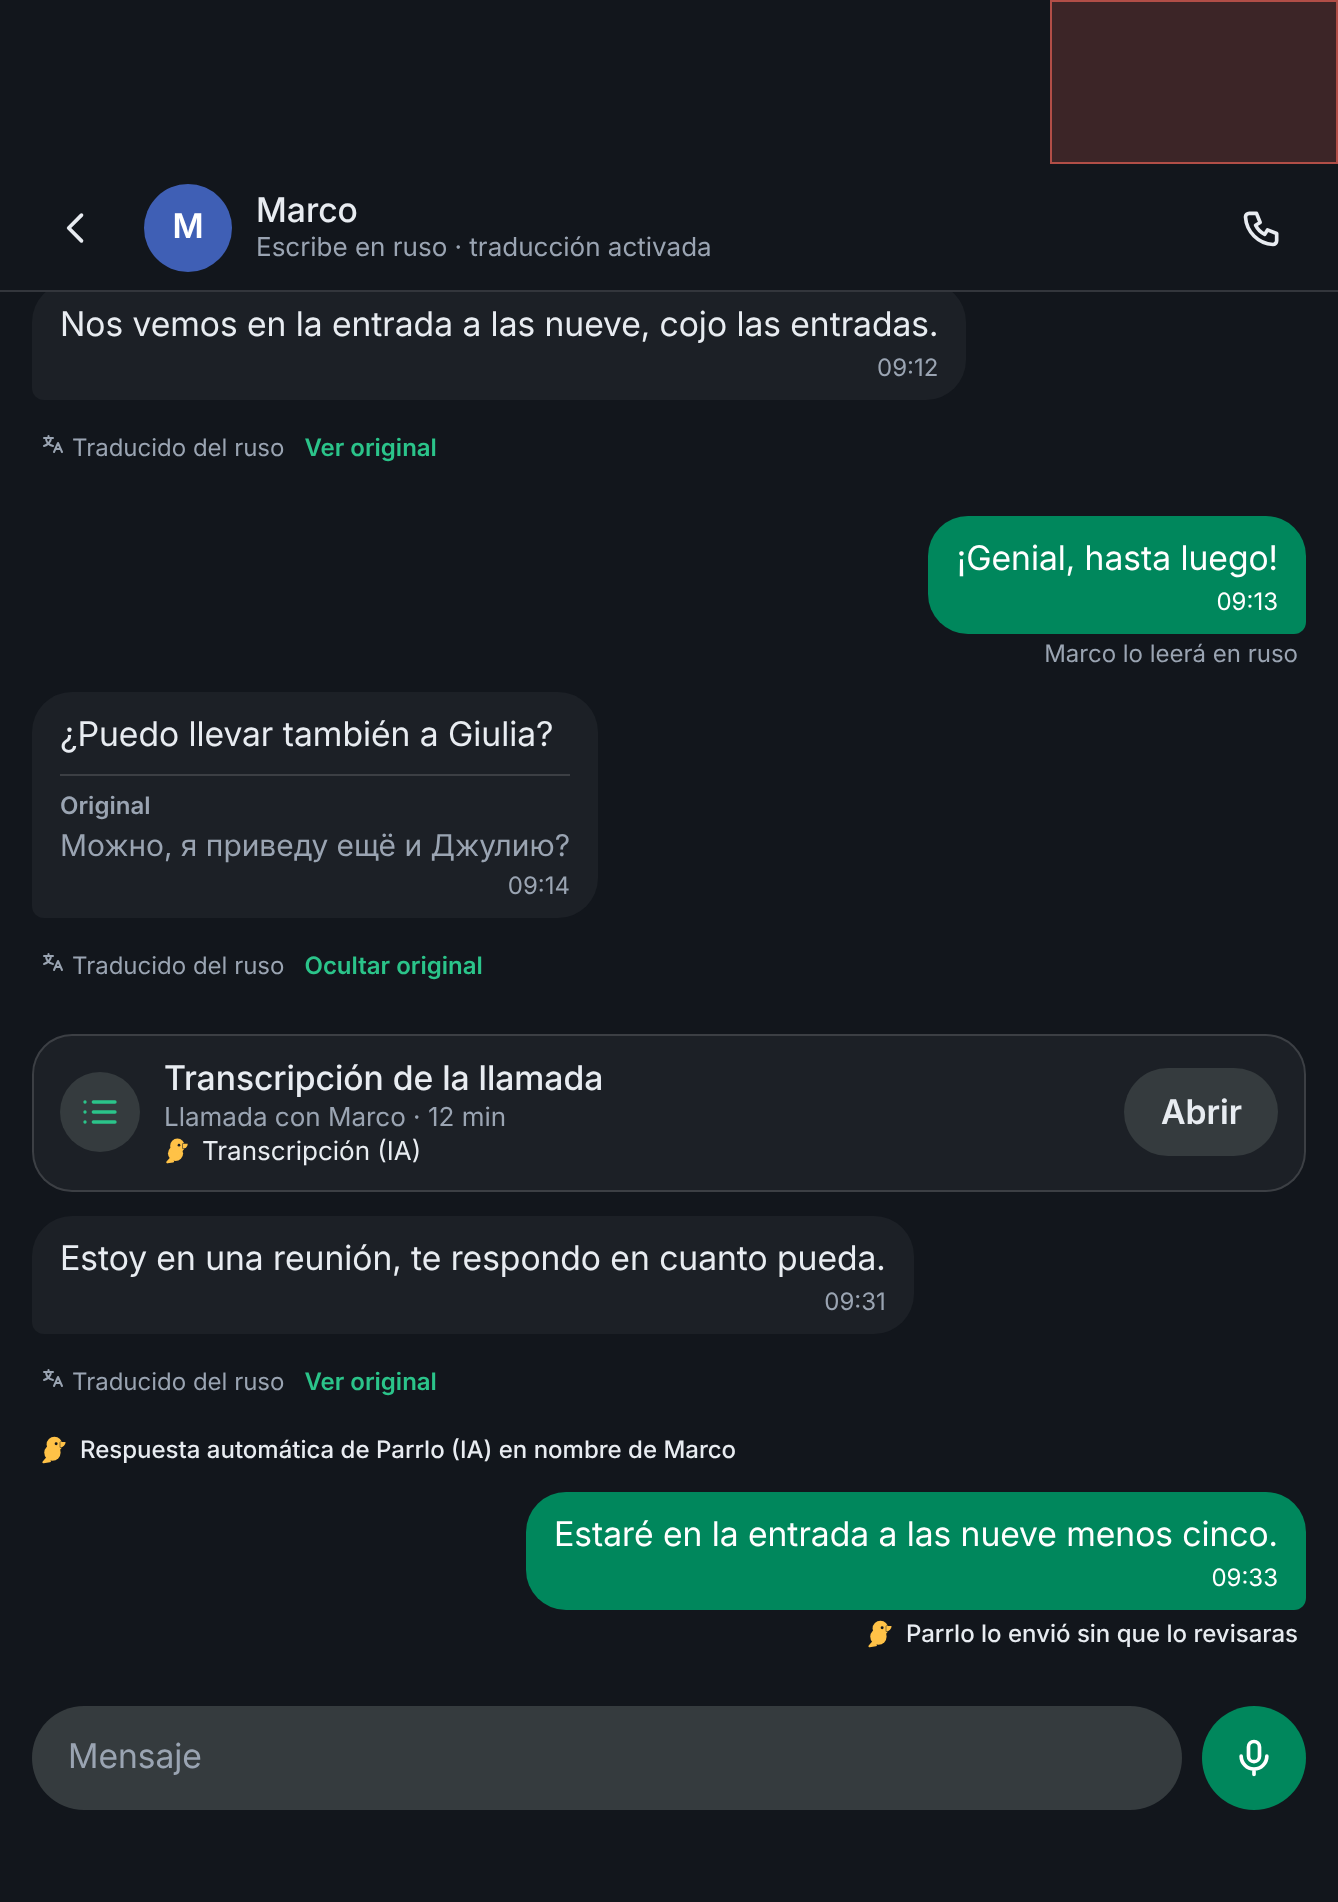 M
Marco
Escribe en ruso · traducción activada
Nos vemos en la entrada a las nueve, cojo las entradas.
09:12
Traducido del ruso Ver original
¡Genial, hasta luego!
09:13
Marco lo leerá en ruso
¿Puedo llevar también a Giulia?
Original
Можно, я приведу ещё и Джулию?
09:14
Traducido del ruso Ocultar original
Transcripción de la llamada
Llamada con Marco · 12 min
Transcripción (IA)
Abrir
Estoy en una reunión, te respondo en cuanto pueda.
09:31
Traducido del ruso Ver original
Respuesta automática de Parrlo (IA) en nombre de Marco
Estaré en la entrada a las nueve menos cinco.
09:33
Parrlo lo envió sin que lo revisaras
Mensaje